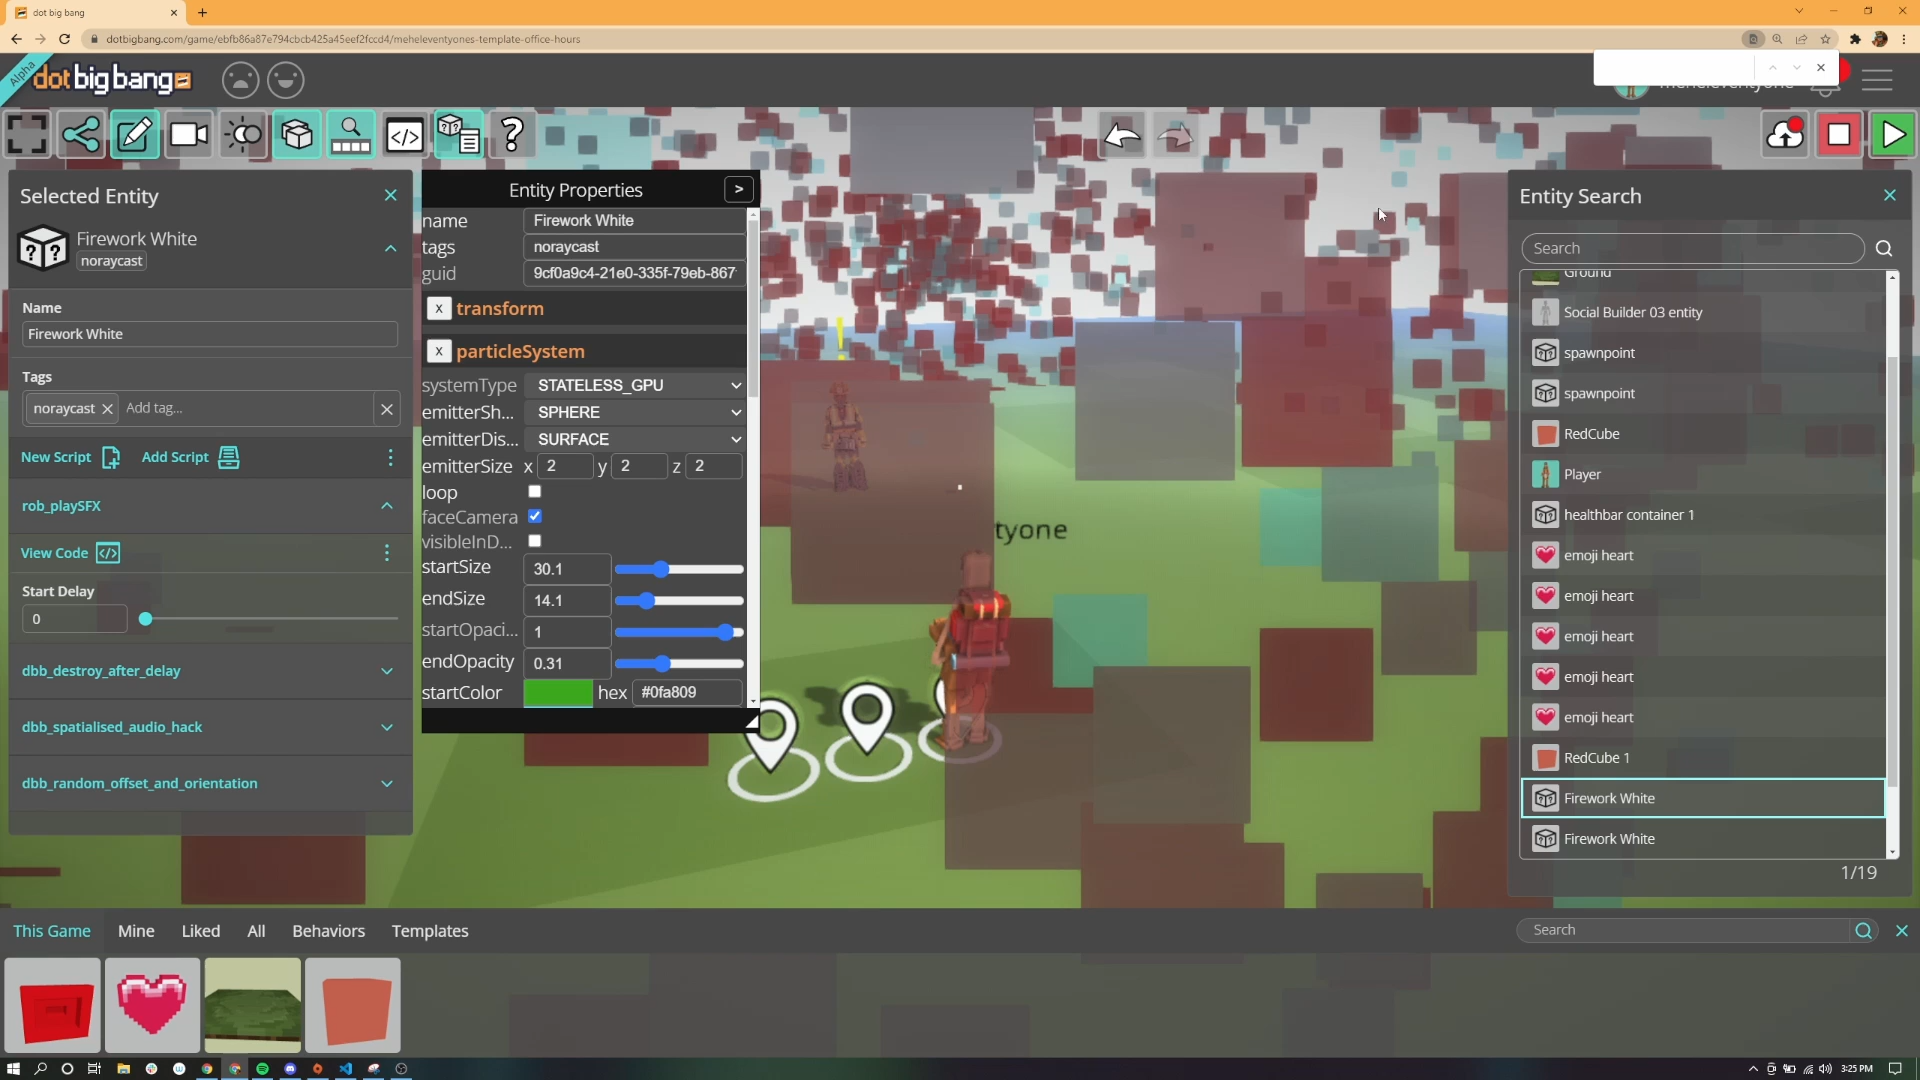 dot big bang
dotbigbang.com/game/ebfb86a87e794cbcb425a45eef2fccd4/meheleventyones-template-office-hours
Alpha
dotbigbang
Selected Entity
Firework White
noraycast
Name
Firework White
Tags
noraycast
Add tag...
New Script
Add Script
rob_playSFX
View Code
Start Delay
0
dbb_destroy_after_delay
dbb_spatialised_audio_hack
dbb_random_offset_and_orientation
Entity Properties
>
name Firework White
tags noraycast
guid 9cf0a9c4-21e0-335f-79eb-867
x transform
x particleSystem
systemType STATELESS_GPU
emitterSh... SPHERE
emitterDis... SURFACE
emitterSize x 2 y 2 z 2
loop
faceCamera
visibleInD...
startSize 30.1
endSize 14.1
startOpaci... 1
endOpacity 0.31
startColor hex #0fa809
tyone
Entity Search
Search
Ground
Social Builder 03 entity
spawnpoint
spawnpoint
RedCube
Player
healthbar container 1
emoji heart
emoji heart
emoji heart
emoji heart
emoji heart
RedCube 1
Firework White
Firework White
1/19
This Game Mine Liked All Behaviors Templates
Search
3:25 PM